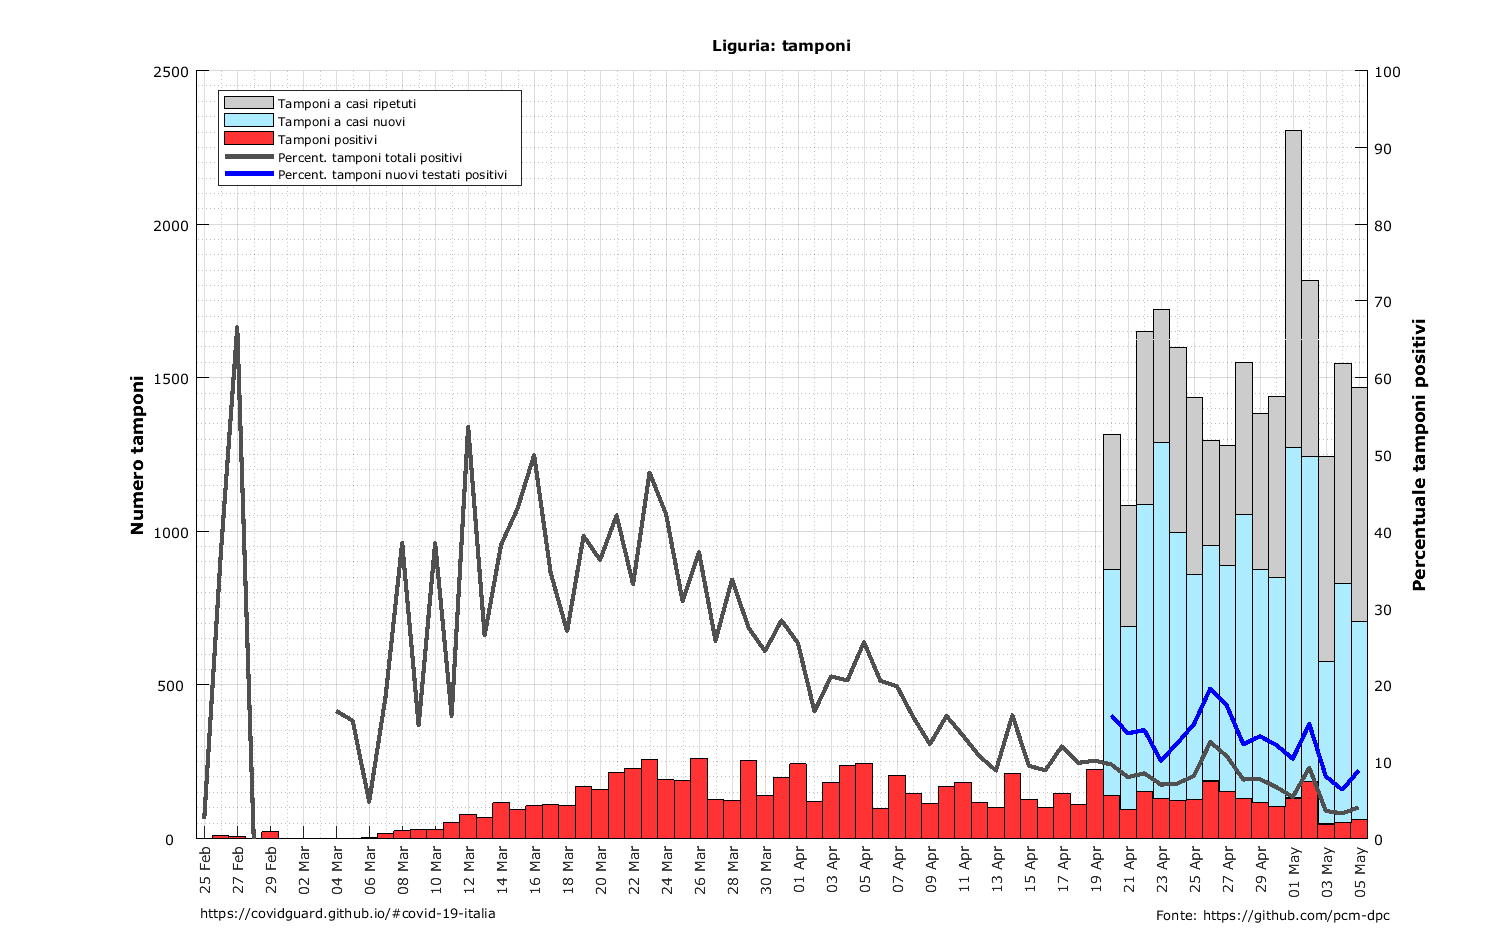 Liguria: tamponi
Tamponi a casi ripetuti
Tamponi a casi nuovi
Tamponi positivi
Percent. tamponi totali positivi
Percent. tamponi nuovi testati positivi
Numero tamponi
2500
2000
1500
1000
500
0
Percentuale tamponi positivi
100
90
80
70
60
50
40
30
20
10
0
25 Feb
27 Feb
29 Feb
02 Mar
04 Mar
06 Mar
08 Mar
10 Mar
12 Mar
14 Mar
16 Mar
18 Mar
20 Mar
22 Mar
24 Mar
26 Mar
28 Mar
30 Mar
01 Apr
03 Apr
05 Apr
07 Apr
09 Apr
11 Apr
13 Apr
15 Apr
17 Apr
19 Apr
21 Apr
23 Apr
25 Apr
27 Apr
29 Apr
01 May
03 May
05 May
https://covidguard.github.io/#covid-19-italia
Fonte: https://github.com/pcm-dpc